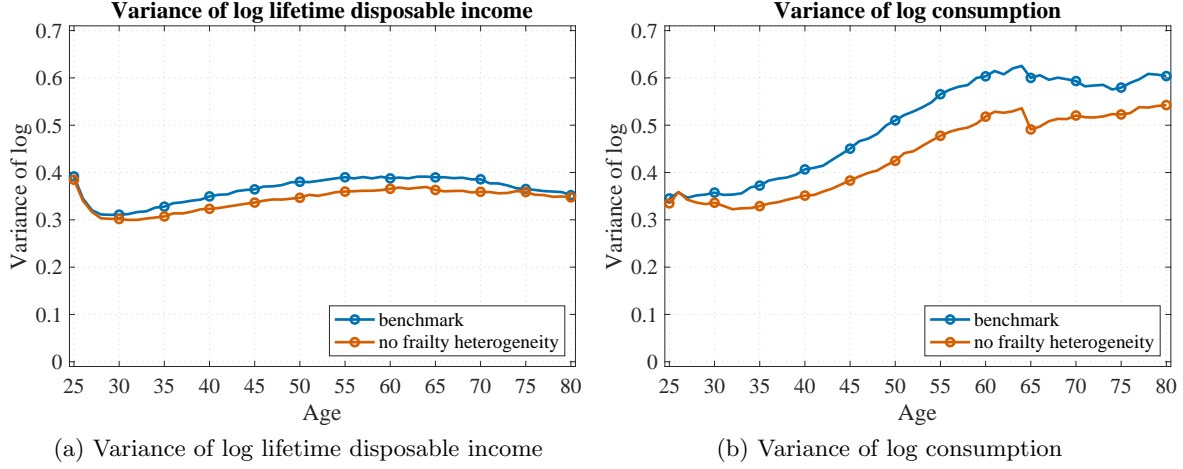 Variance of log lifetime disposable income
Variance of log
0.7
0.6
0.5
0.4
0.3
0.2
0.1
0
benchmark
no frailty heterogeneity
25 30 35 40 45 50 55 60 65 70 75 80
Age
(a) Variance of log lifetime disposable income
Variance of log consumption
Variance of log
0.7
0.6
0.5
0.4
0.3
0.2
0.1
0
benchmark
no frailty heterogeneity
25 30 35 40 45 50 55 60 65 70 75 80
Age
(b) Variance of log consumption